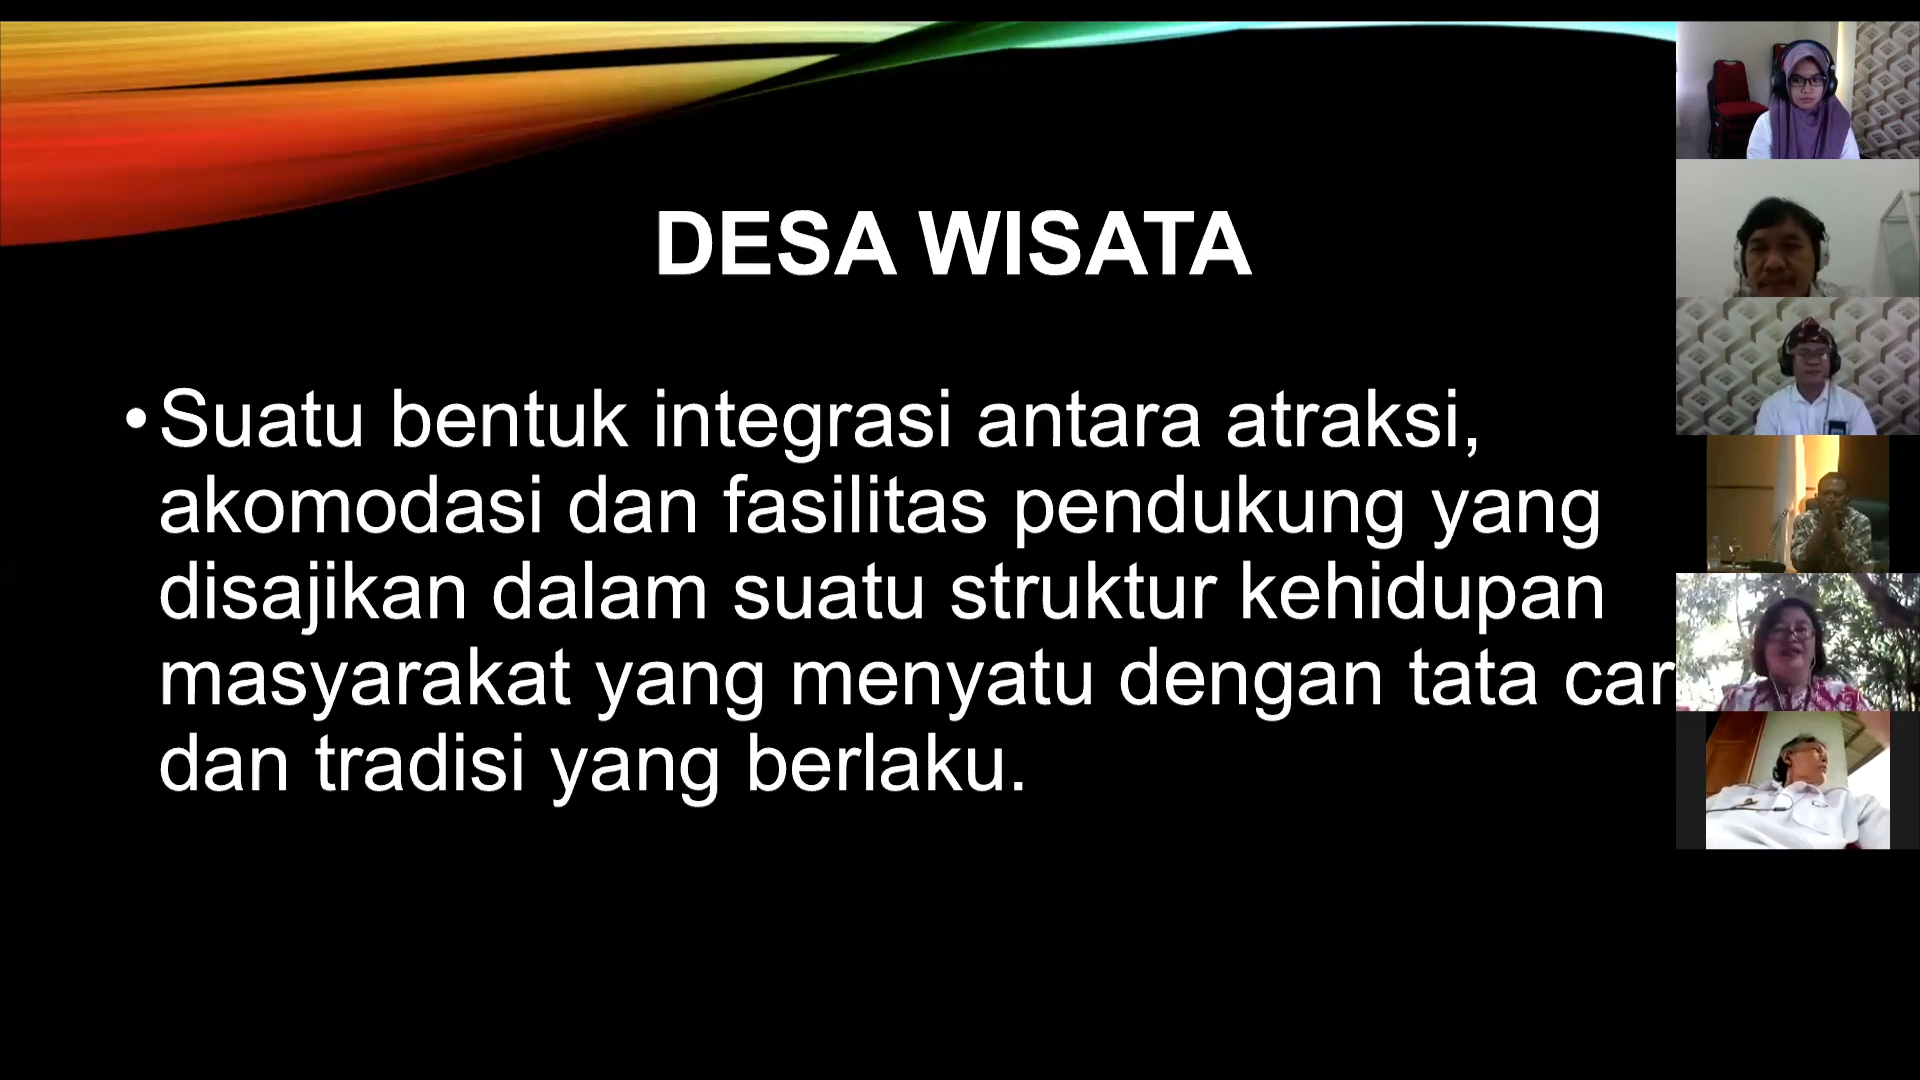 DESA WISATA
• Suatu bentuk integrasi antara atraksi,
akomodasi dan fasilitas pendukung yang
disajikan dalam suatu struktur kehidupan
masyarakat yang menyatu dengan tata car
dan tradisi yang berlaku.